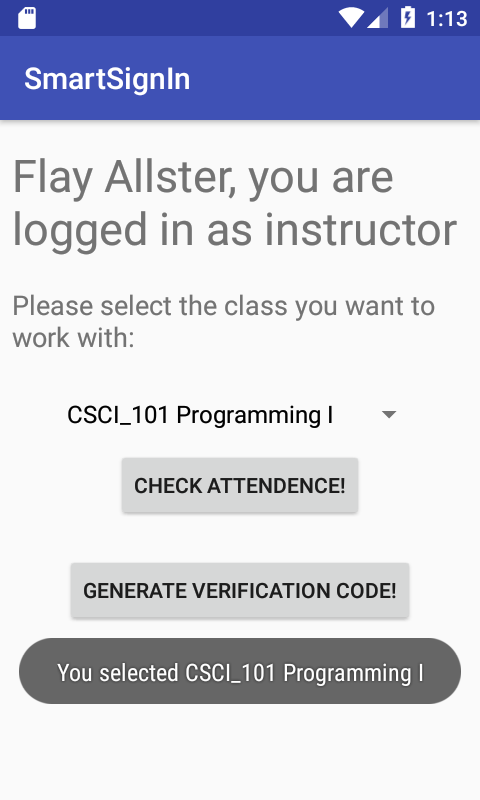 1:13
SmartSignIn
Flay Allster, you are
logged in as instructor
Please select the class you want to
work with:
CSCI_101 Programming I
CHECK ATTENDENCE!
GENERATE VERIFICATION CODE!
You selected CSCI_101 Programming I